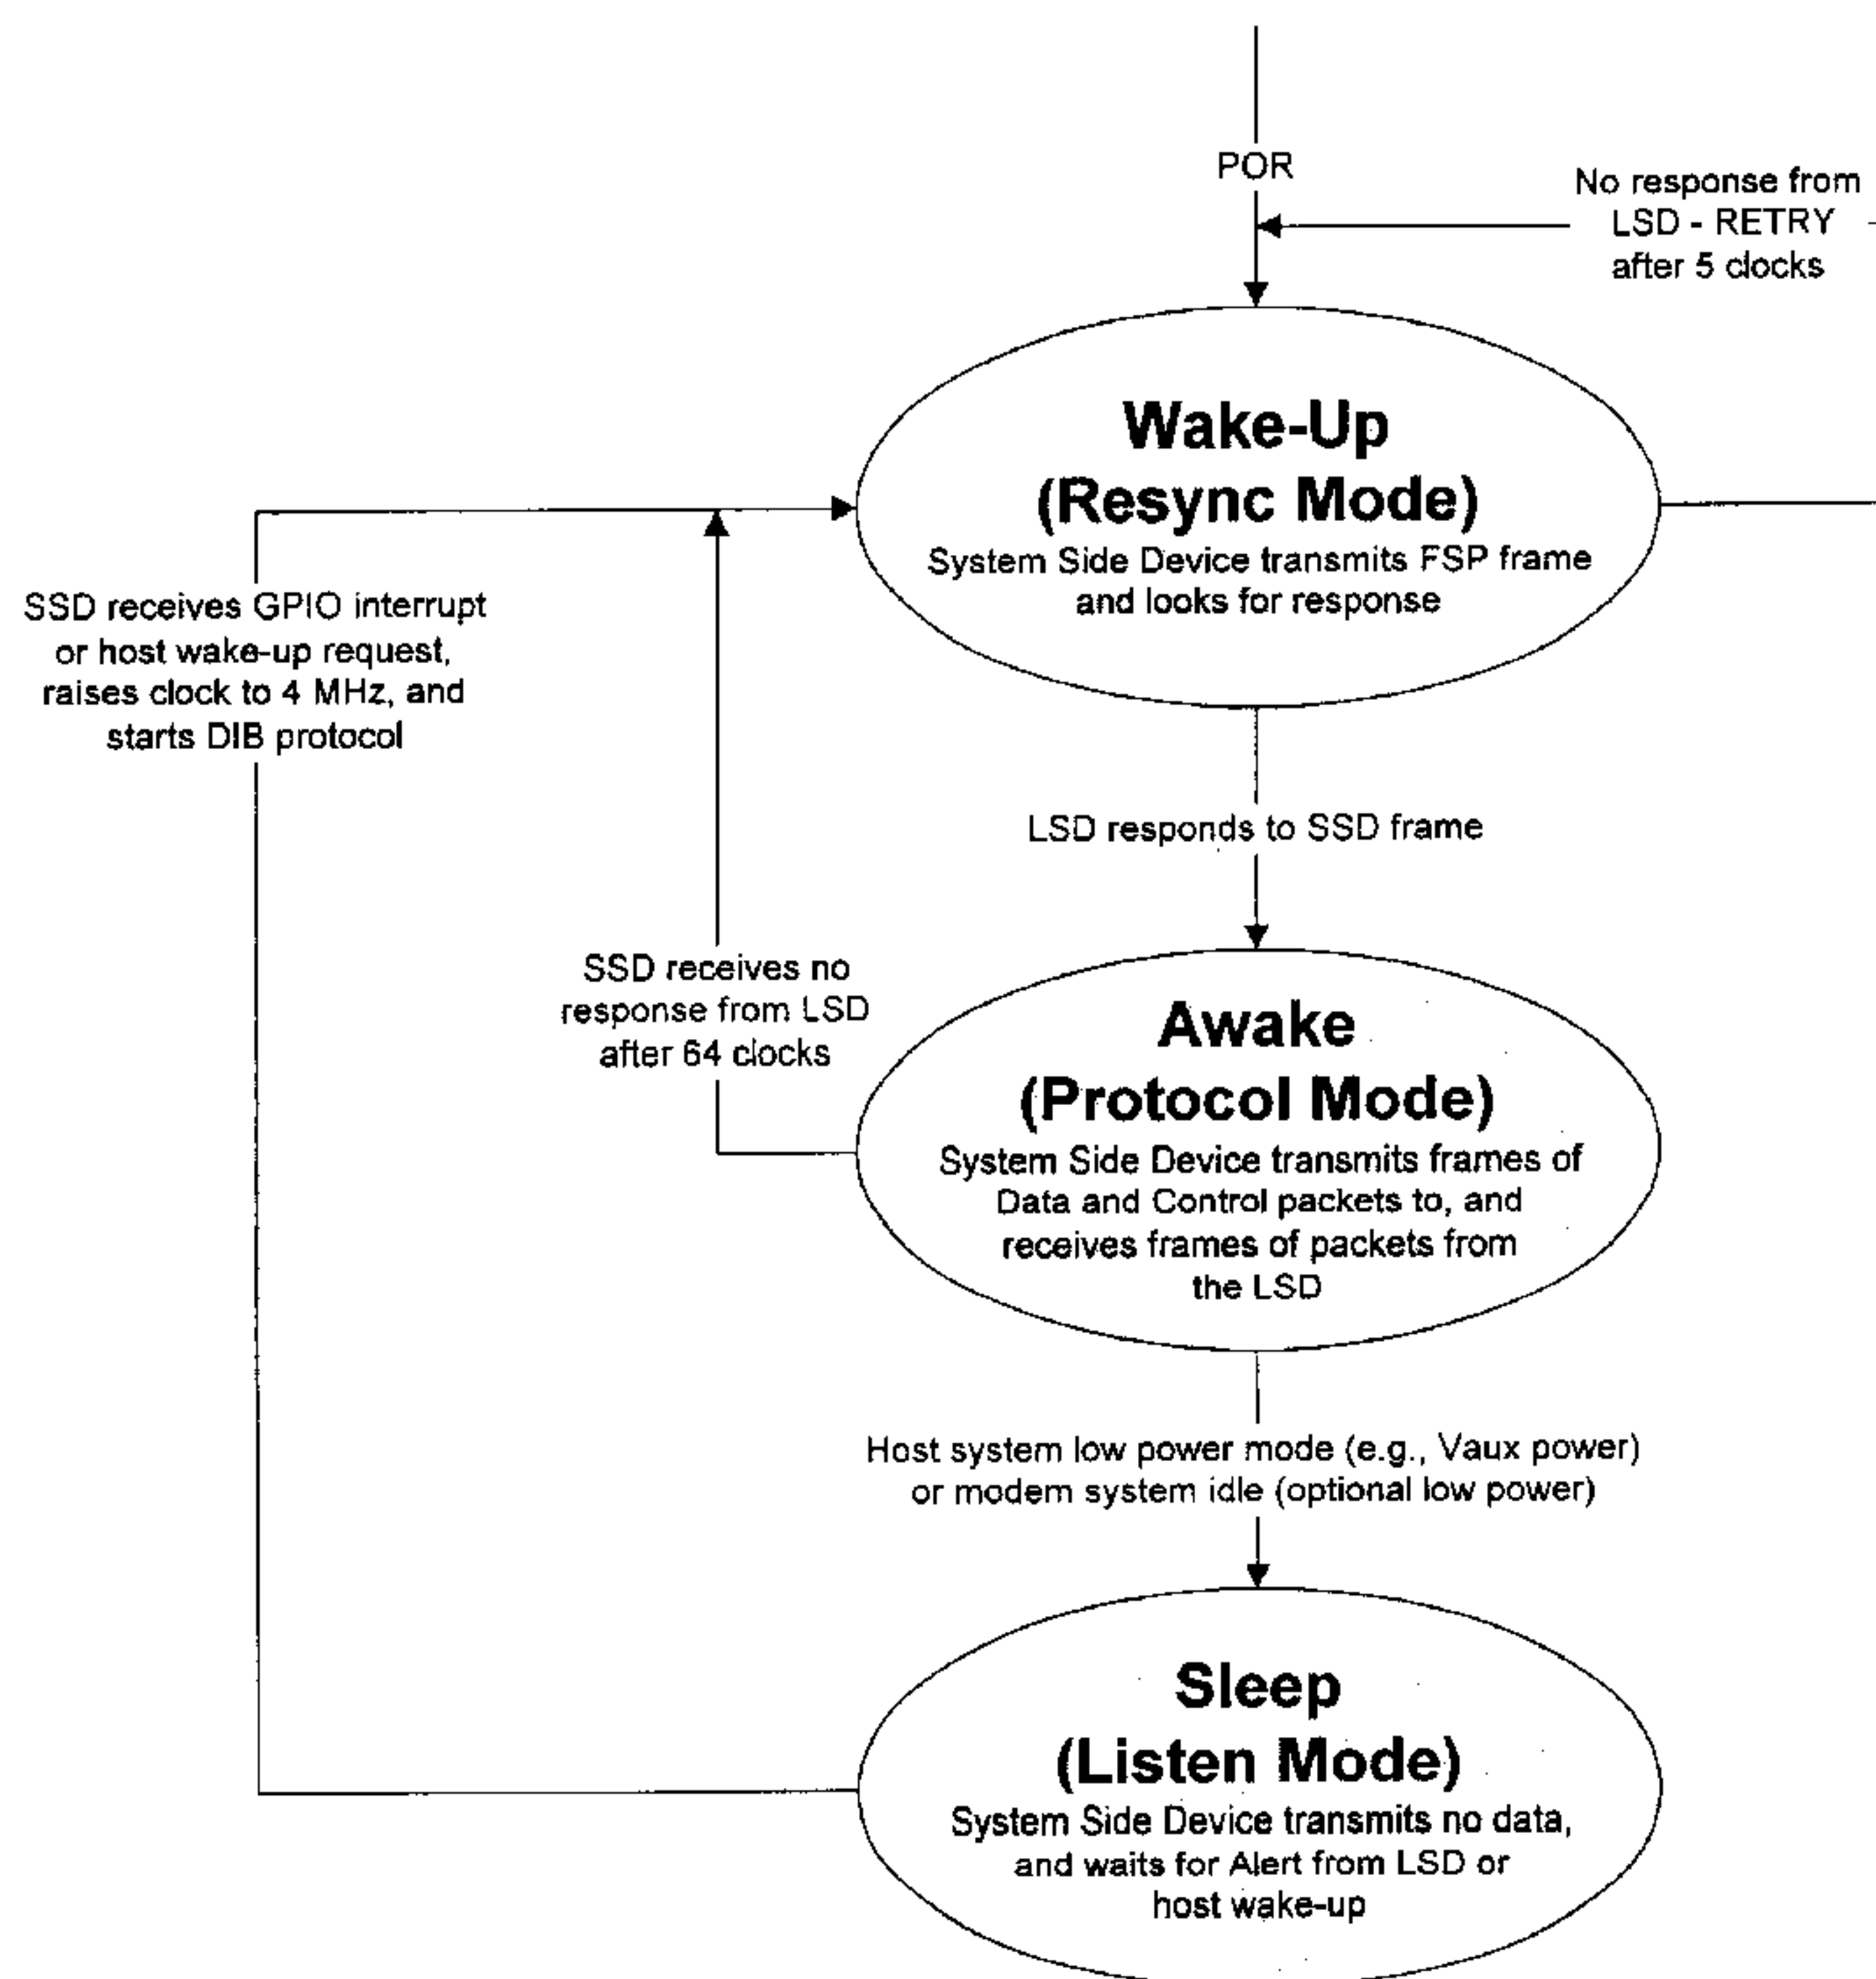 POR
No response from
LSD - RETRY
after 5 clocks
Wake-Up
(Resync Mode)
System Side Device transmits FSP frame
and looks for response
SSD receives GPIO interrupt
or host wake-up request,
raises clock to 4 MHz, and
starts DIB protocol
LSD responds to SSD frame
SSD receives no
response from LSD
after 64 clocks
Awake
(Protocol Mode)
System Side Device transmits frames of
Data and Control packets to, and
receives frames of packets from
the LSD
Host system low power mode (e.g., Vaux power)
or modem system idle (optional low power)
Sleep
(Listen Mode)
System Side Device transmits no data,
and waits for Alert from LSD or
host wake-up